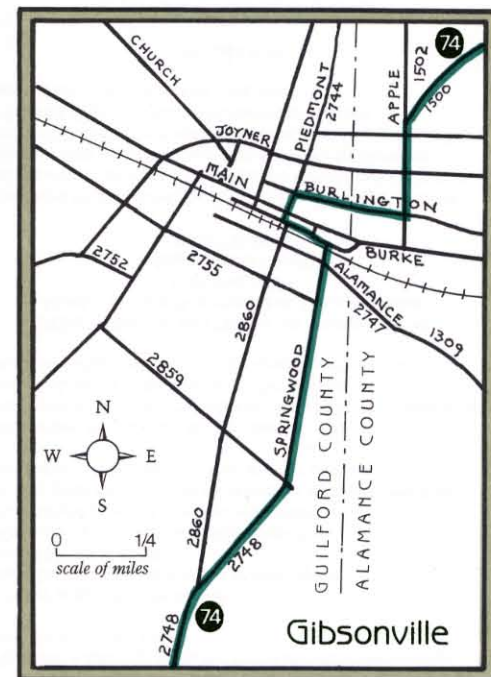 74
CHURCH
PIEDMONT
2744
APPLE
1502
1500
JOYNER
MAIN
BURLINGTON
BURKE
2752
2755
ALAMANCE
2747
1309
2860
2859
SPRINGWOOD
GUILFORD COUNTY
ALAMANCE COUNTY
N
W E
S
0 1/4
scale of miles
2860
2748
74
2748
Gibsonville